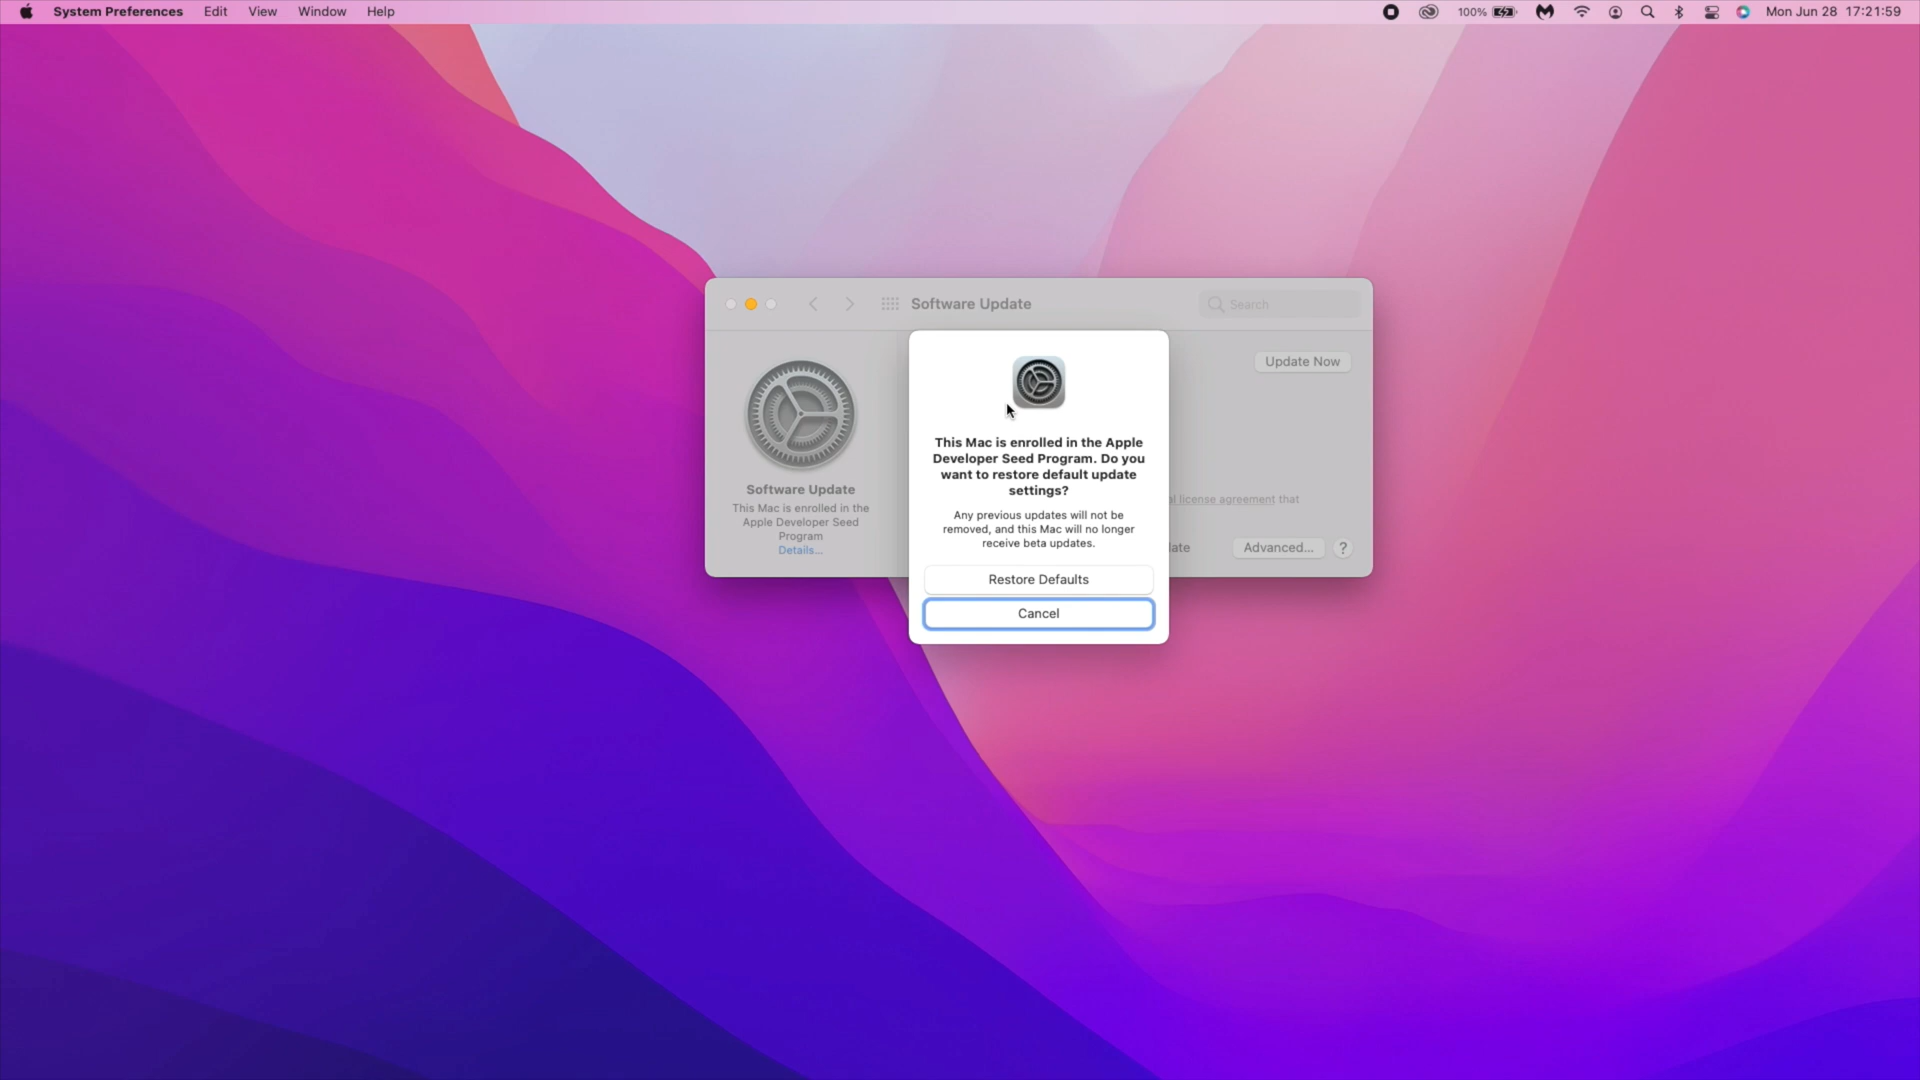 System Preferences Edit View Window Help 100% Mon Jun 28 17:21:59
Software Update
Search
Update Now
Software Update
This Mac is enrolled in the
Apple Developer Seed
Program
Details...
This Mac is enrolled in the Apple
Developer Seed Program. Do you
want to restore default update
settings?
Any previous updates will not be
removed, and this Mac will no longer
receive beta updates.
Restore Defaults
Cancel
license agreement that
Advanced... ?